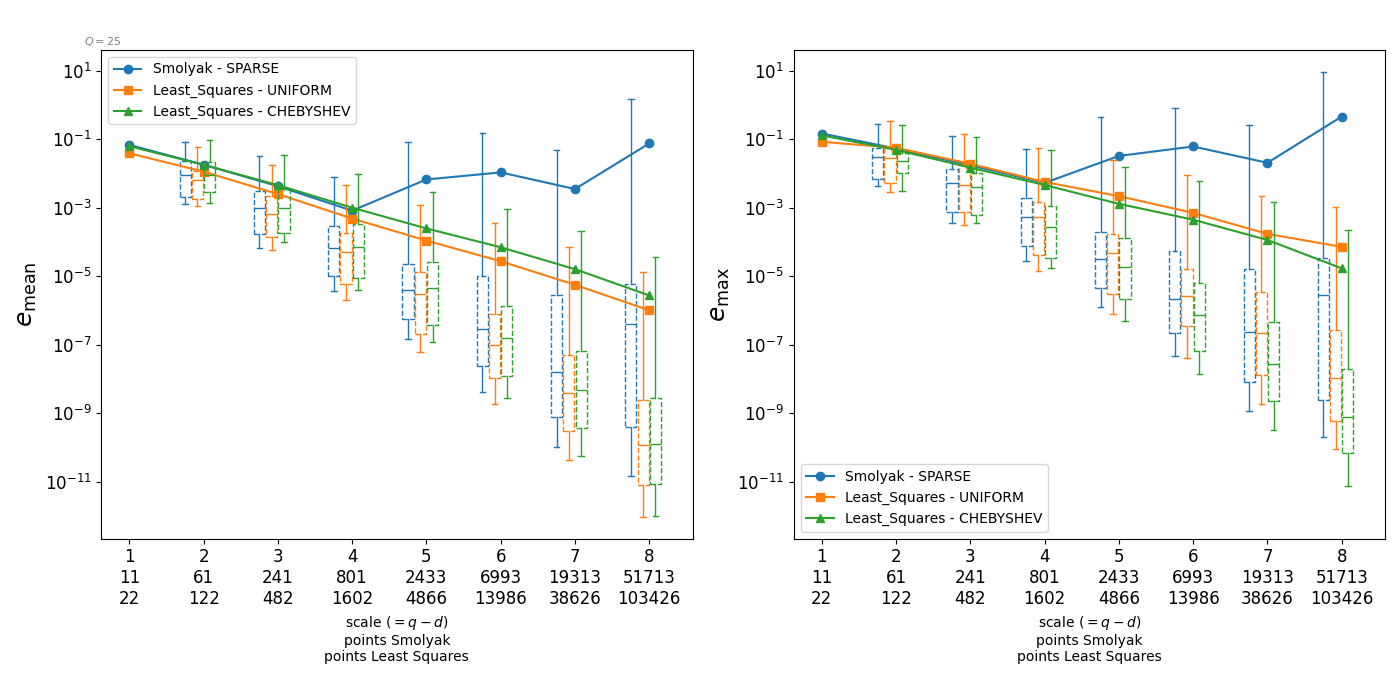 Q = 25
Smolyak - SPARSE
Least_Squares - UNIFORM
Least_Squares - CHEBYSHEV
10^1
10^-1
10^-3
10^-5
10^-7
10^-9
10^-11
e_mean
1 2 3 4 5 6 7 8
11 61 241 801 2433 6993 19313 51713
22 122 482 1602 4866 13986 38626 103426
scale (= q − d)
points Smolyak
points Least Squares
10^1
10^-1
10^-3
10^-5
10^-7
10^-9
10^-11
e_max
Smolyak - SPARSE
Least_Squares - UNIFORM
Least_Squares - CHEBYSHEV
1 2 3 4 5 6 7 8
11 61 241 801 2433 6993 19313 51713
22 122 482 1602 4866 13986 38626 103426
scale (= q − d)
points Smolyak
points Least Squares